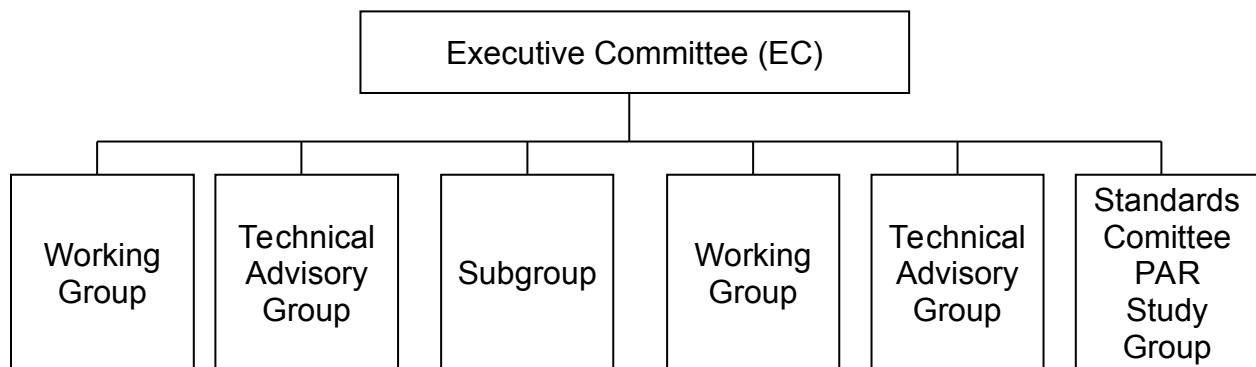 Executive Committee (EC)
Working
Group
Technical
Advisory
Group
Subgroup
Working
Group
Technical
Advisory
Group
Standards
Comittee
PAR
Study
Group